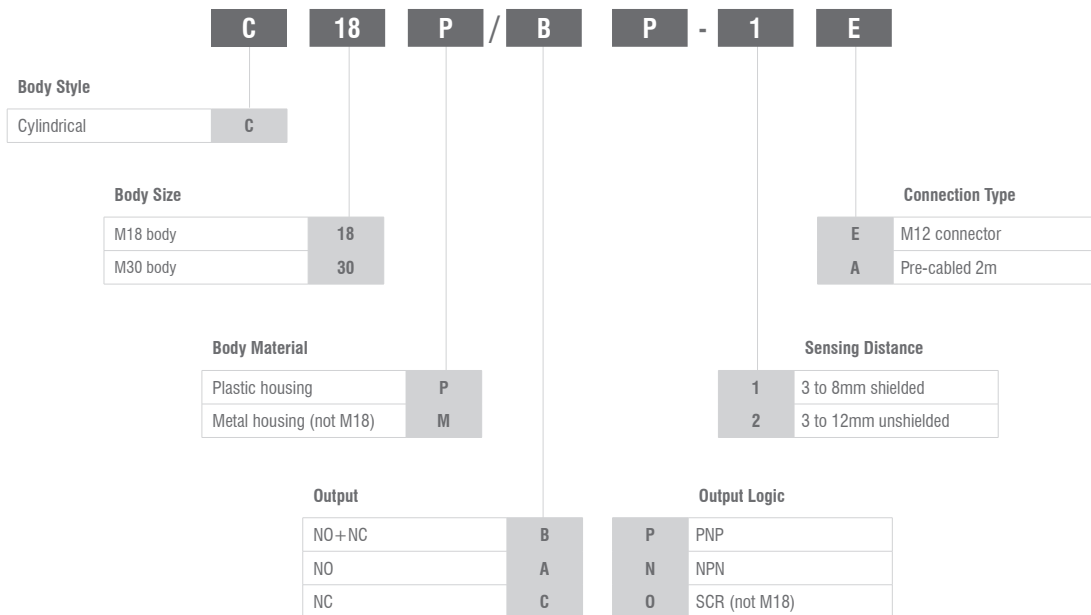 C 18 P / B P - 1 E
Body Style
Cylindrical C
Body Size
M18 body 18
M30 body 30
Connection Type
E M12 connector
A Pre-cabled 2m
Body Material
Plastic housing P
Metal housing (not M18) M
Sensing Distance
1 3 to 8mm shielded
2 3 to 12mm unshielded
Output
NO+NC B
NO A
NC C
Output Logic
P PNP
N NPN
O SCR (not M18)